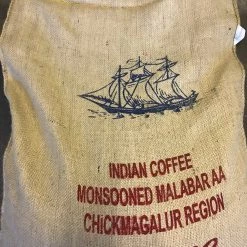 INDIAN COFFEE
MONSOONED MALABAR AA
CHiCKMAGALUR REGION